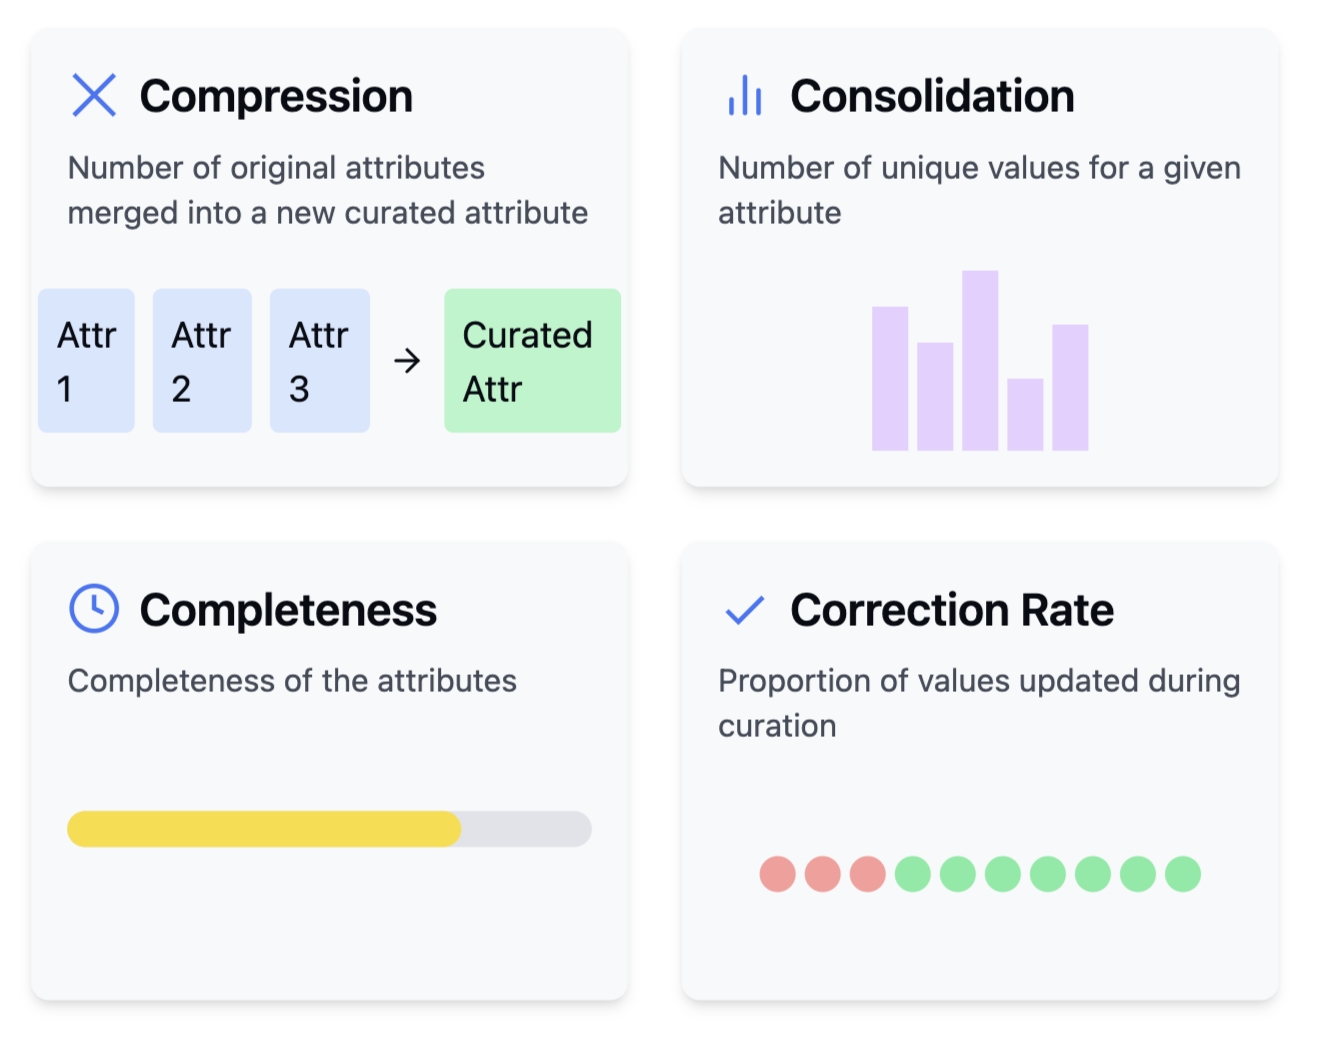 Compression
Number of original attributes
merged into a new curated attribute
Attr
1
Attr
2
Attr
3
→
Curated
Attr
Consolidation
Number of unique values for a given
attribute
Completeness
Completeness of the attributes
Correction Rate
Proportion of values updated during
curation